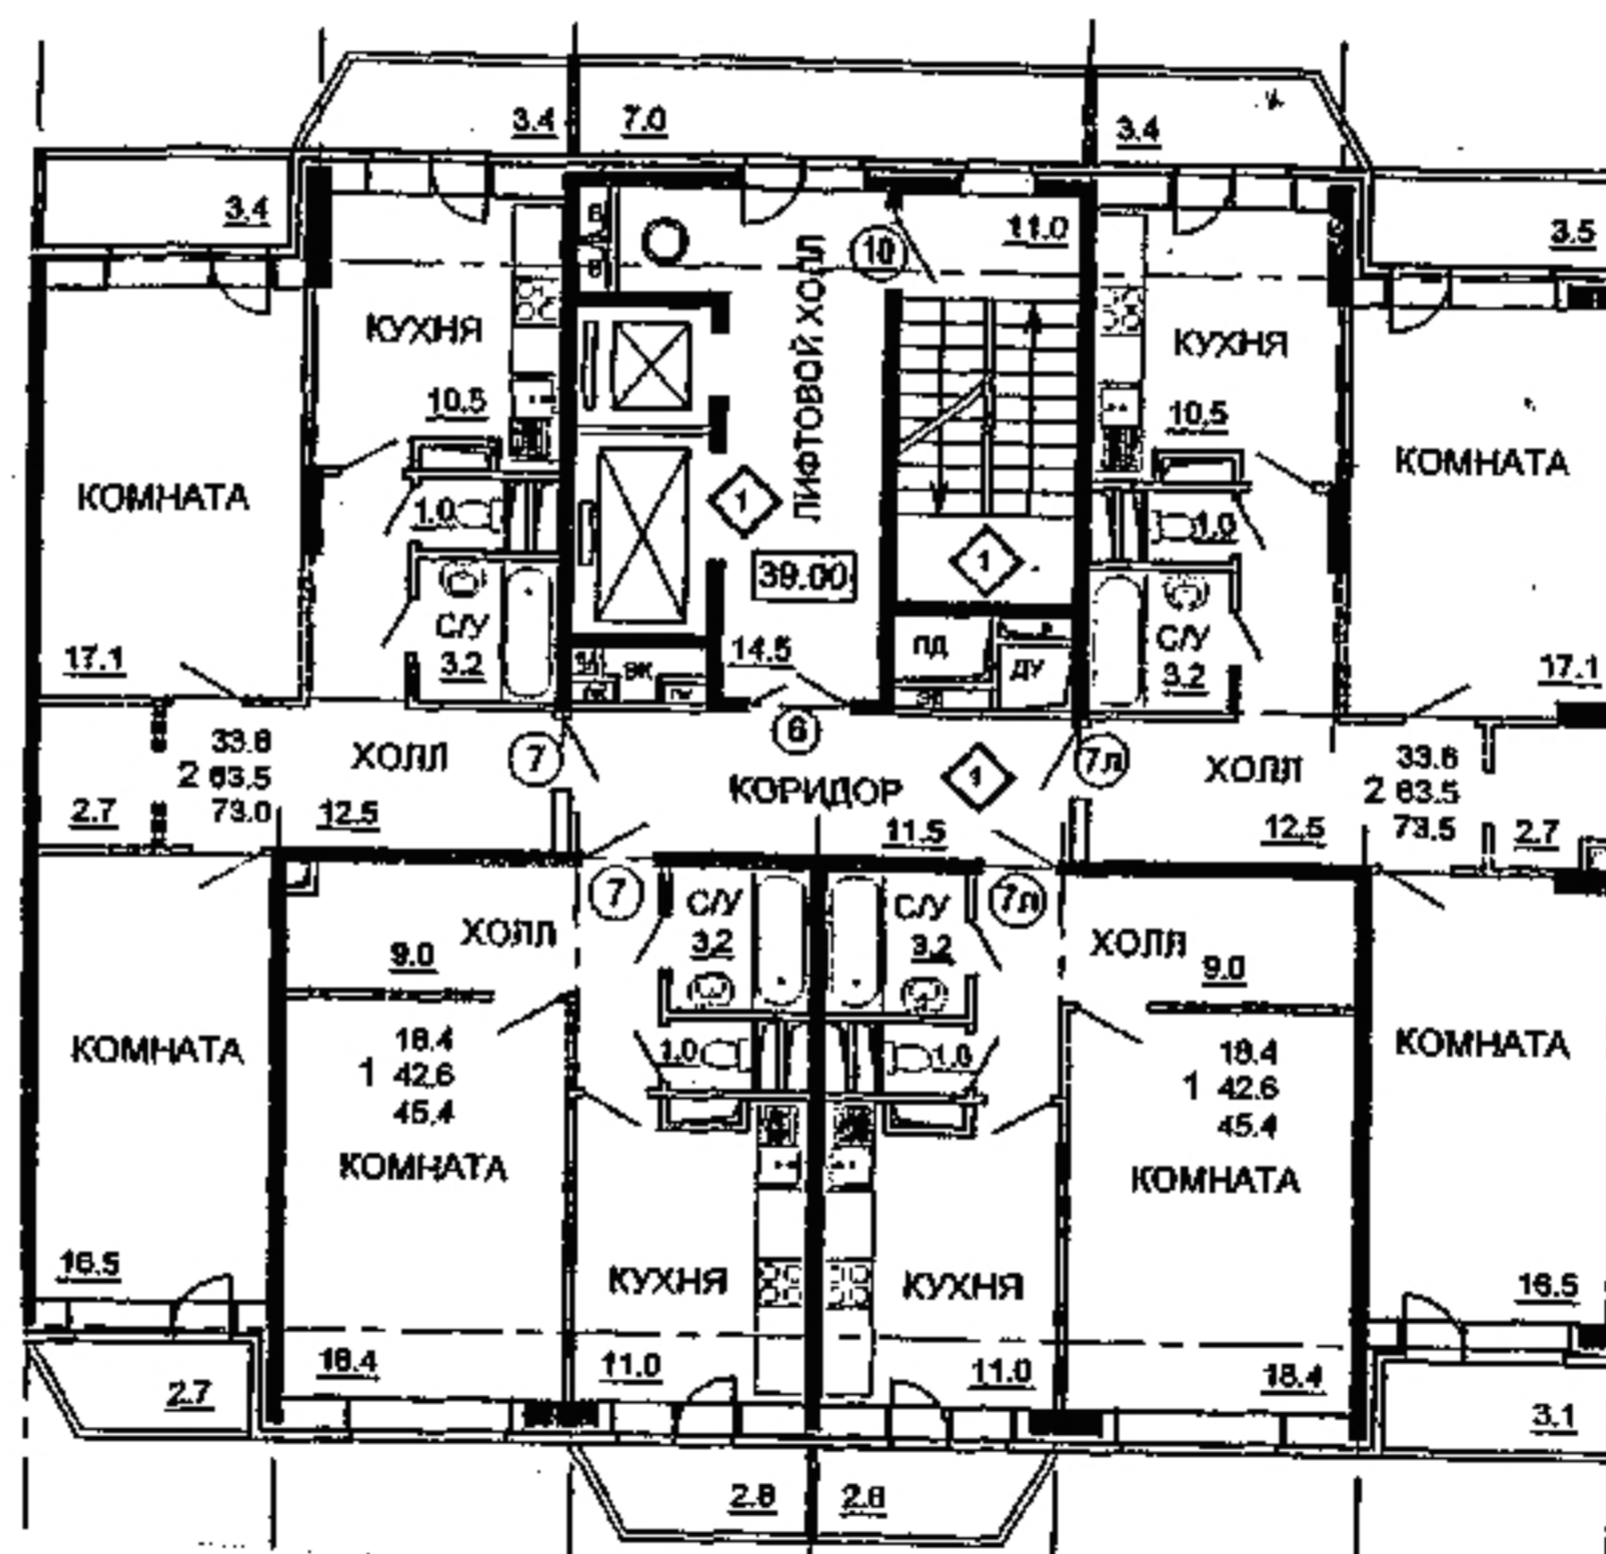 3.4
7.0
3.4
3.4
3.5
В
В
10
11.0
ЛИФТОВОЙ ХОЛЛ
КУХНЯ
10.5
КУХНЯ
10.5
КОМНАТА
17.1
КОМНАТА
17.1
1.0
1.0
1
1
39.00
С/У
3.2
С/У
3.2
14.5
ВК
ПД
ДУ
33.6
2 63.5
73.0
ХОЛЛ
7
6
7л
ХОЛЛ
33.6
2 63.5
73.5
КОРИДОР
1
2.7
12.5
11.5
12.5
2.7
7
7л
С/У
3.2
С/У
3.2
ХОЛЛ
9.0
ХОЛЛ
9.0
КОМНАТА
18.4
1 42.6
45.4
КОМНАТА
1.0
1.0
18.4
1 42.6
45.4
КОМНАТА
КОМНАТА
16.5
КУХНЯ
КУХНЯ
16.5
18.4
11.0
11.0
18.4
2.7
3.1
2.8
2.8